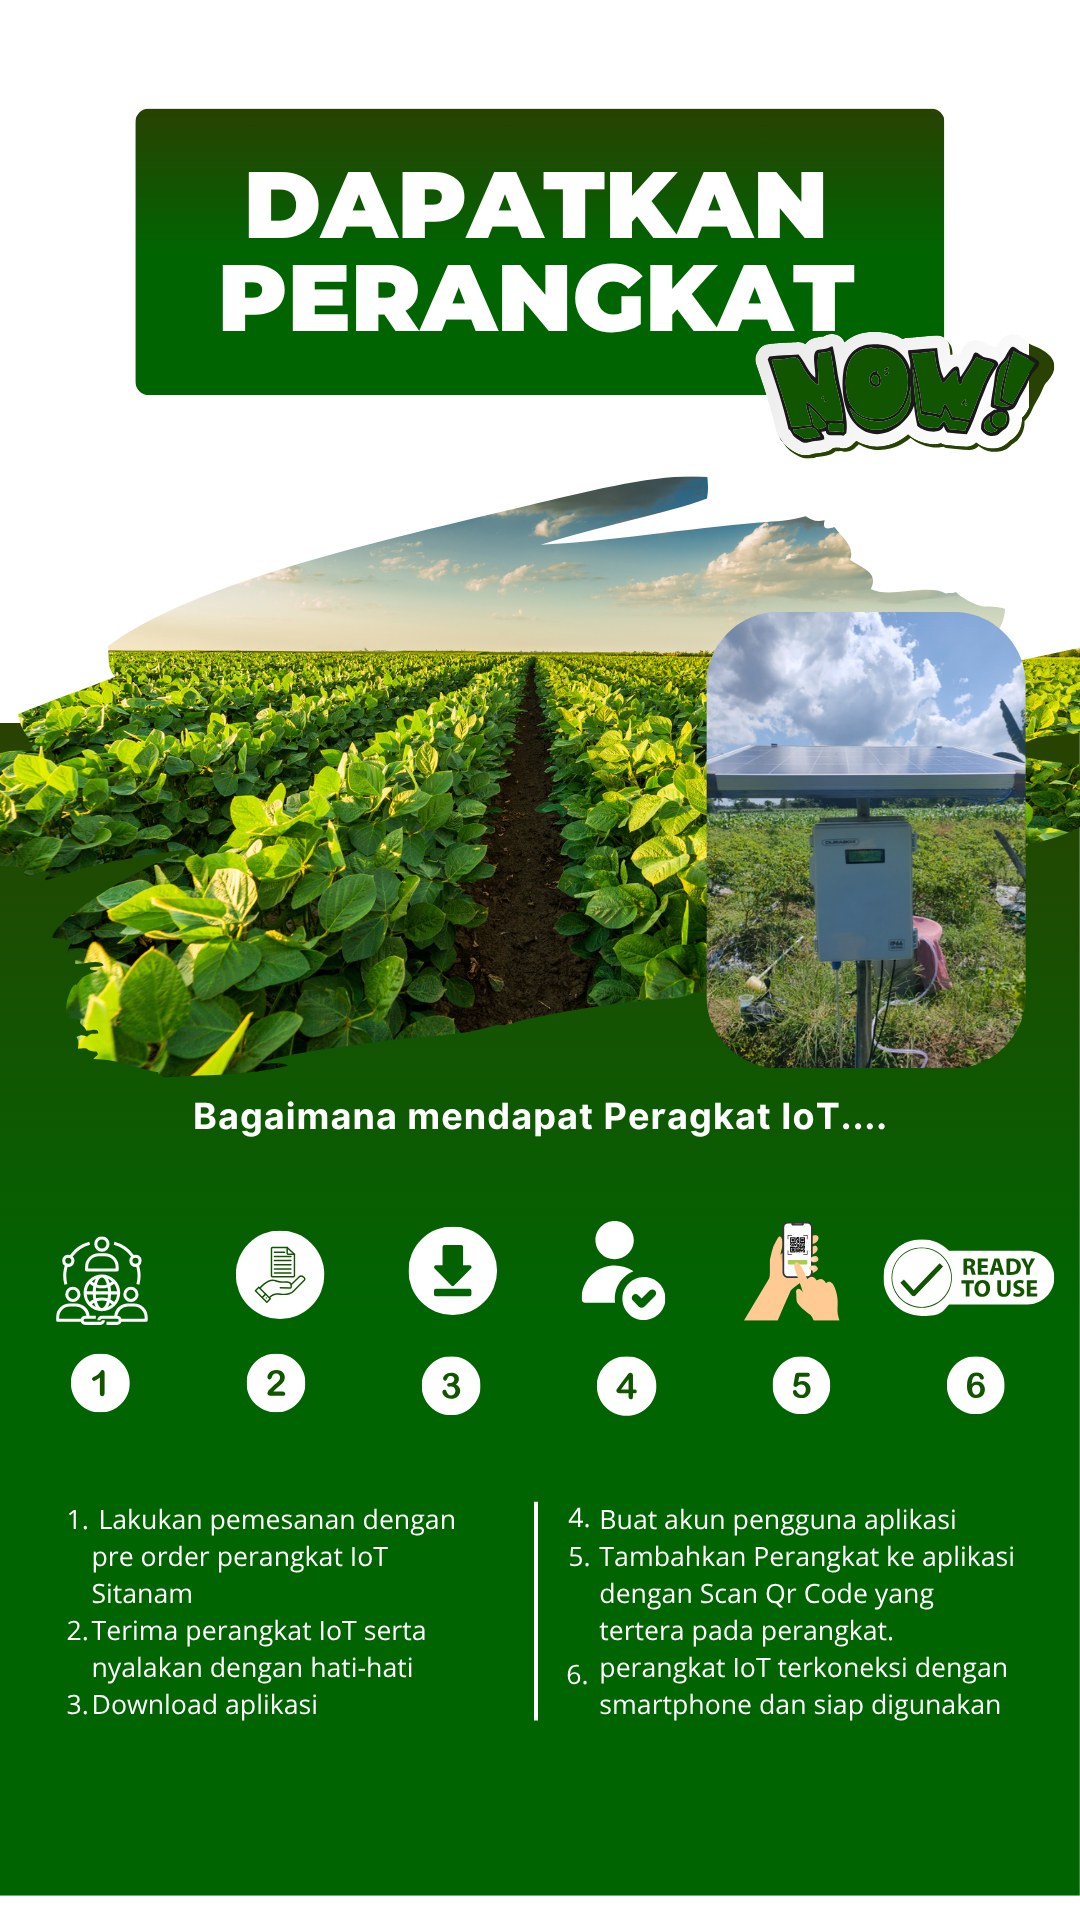 DAPATKAN
PERANGKAT
NOW!
Bagaimana mendapat Peragkat IoT....
READY
TO USE
1 2 3 4 5 6
1. Lakukan pemesanan dengan
pre order perangkat IoT
Sitanam
2. Terima perangkat IoT serta
nyalakan dengan hati-hati
3. Download aplikasi
4. Buat akun pengguna aplikasi
5. Tambahkan Perangkat ke aplikasi
dengan Scan Qr Code yang
tertera pada perangkat.
6. perangkat IoT terkoneksi dengan
smartphone dan siap digunakan